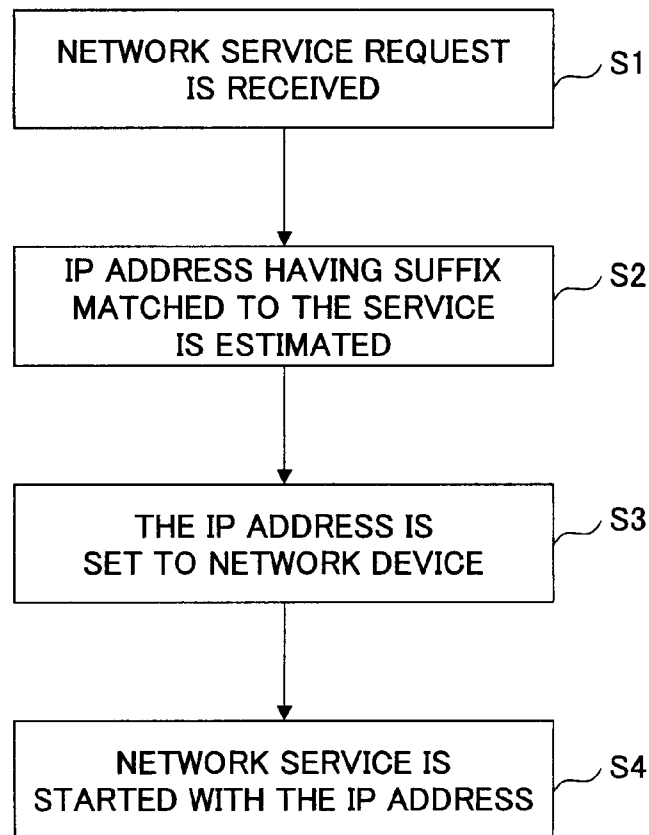 NETWORK SERVICE REQUEST
IS RECEIVED
S1
IP ADDRESS HAVING SUFFIX
MATCHED TO THE SERVICE
IS ESTIMATED
S2
THE IP ADDRESS IS
SET TO NETWORK DEVICE
S3
NETWORK SERVICE IS
STARTED WITH THE IP ADDRESS
S4